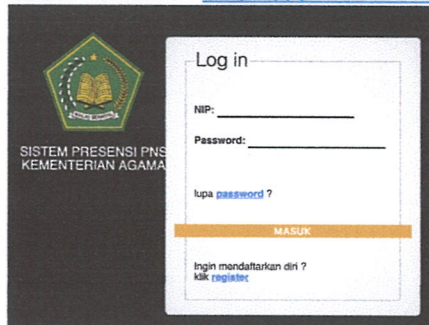 Log in
NIP:
Password:
SISTEM PRESENSI PNS
KEMENTERIAN AGAMA
lupa password ?
MASUK
Ingin mendaftarkan diri ?
klik register